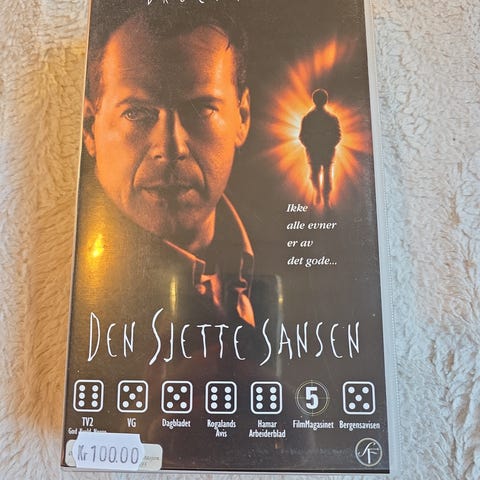 Ikke
alle evner
er av
det gode...
DEN SJETTE SANSEN
5
TV2 VG Dagbladet Rogalands Avis Hamar Arbeiderblad FilmMagasinet Bergensavisen
Kr 100.00
SF